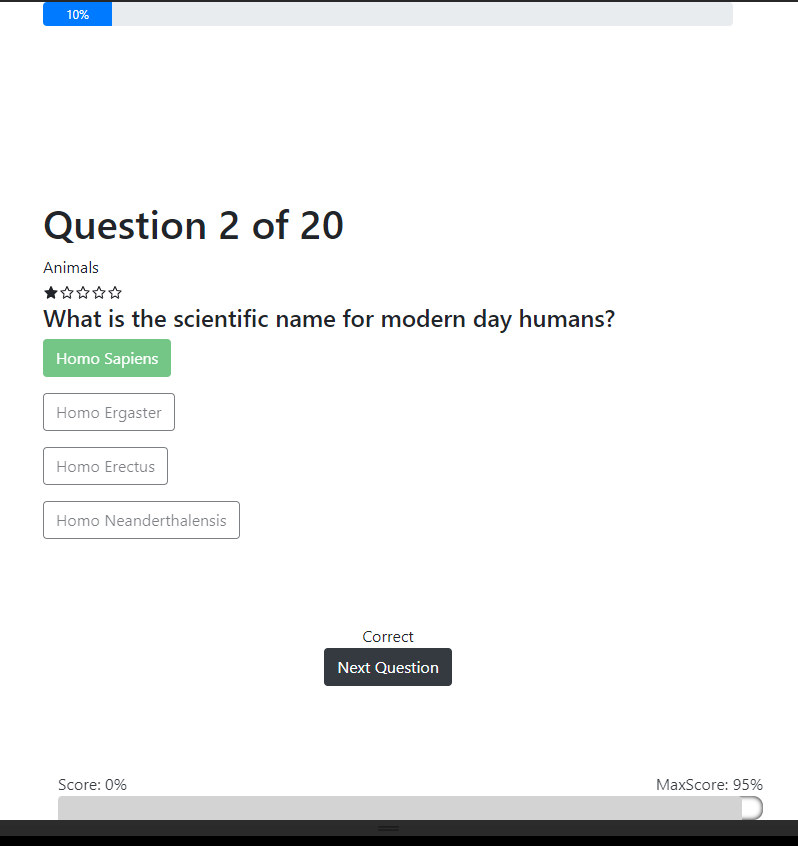 10%
Question 2 of 20
Animals
What is the scientific name for modern day humans?
Homo Sapiens
Homo Ergaster
Homo Erectus
Homo Neanderthalensis
Correct
Next Question
Score: 0% MaxScore: 95%